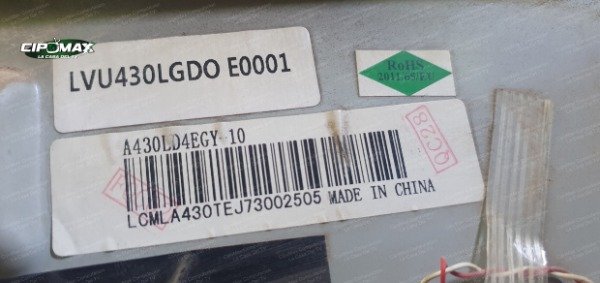 CIPOMAX
LVU430LGDO E0001
RoHS
2011/65/EU
A430LD4EGY-10
QC28
LCMLA430TEJ73002505 MADE IN CHINA